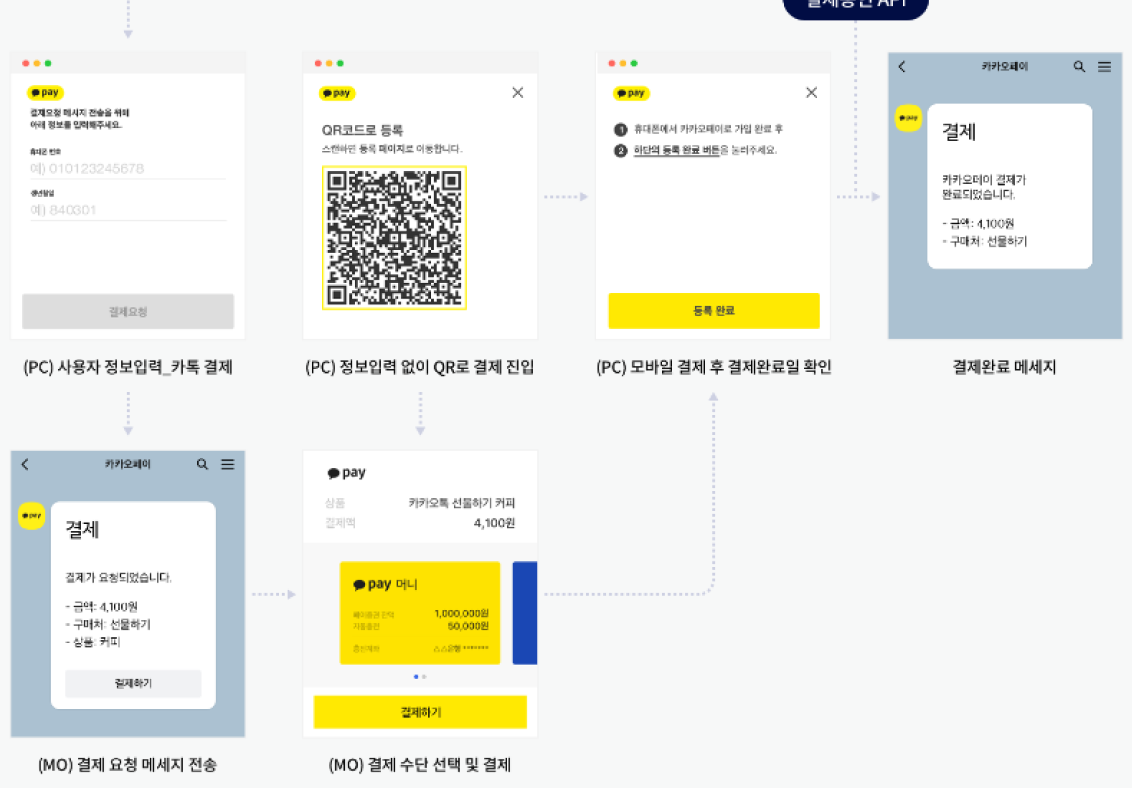 결제승인 API
pay
결제요청 메시지 전송을 위해
아래 정보를 입력해주세요.
휴대폰 번호
예) 010123245678
생년월일
예) 840301
결제요청
(PC) 사용자 정보입력_카톡 결제
pay
QR코드로 등록
스캔하면 등록 페이지로 이동합니다.
(PC) 정보입력 없이 QR로 결제 진입
pay
1 휴대폰에서 카카오페이로 가입 완료 후
2 하단의 등록 완료 버튼을 눌러주세요.
등록 완료
(PC) 모바일 결제 후 결제완료일 확인
카카오페이
pay
결제
카카오페이 결제가
완료되었습니다.
- 금액: 4,100원
- 구매처: 선물하기
결제완료 메세지
카카오페이
pay
결제
결제가 요청되었습니다.
- 금액: 4,100원
- 구매처: 선물하기
- 상품: 커피
결제하기
(MO) 결제 요청 메세지 전송
pay
상품 카카오톡 선물하기 커피
결제액 4,100원
pay 머니
1,000,000원
자동충전 50,000원
충전계좌 △△은행 *******
결제하기
(MO) 결제 수단 선택 및 결제